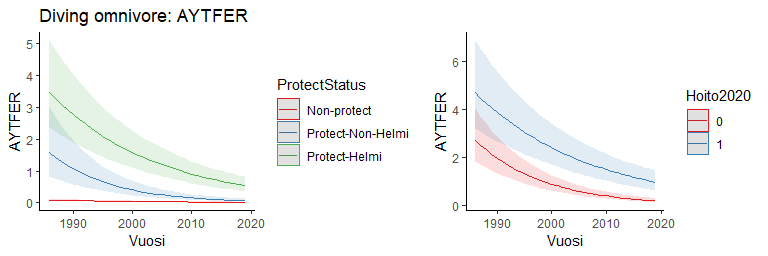 Diving omnivore: AYTFER
AYTFER
5
4
3
2
1
0
1990 2000 2010 2020
Vuosi
ProtectStatus
Non-protect
Protect-Non-Helmi
Protect-Helmi
AYTFER
6
4
2
0
1990 2000 2010 2020
Vuosi
Hoito2020
0
1